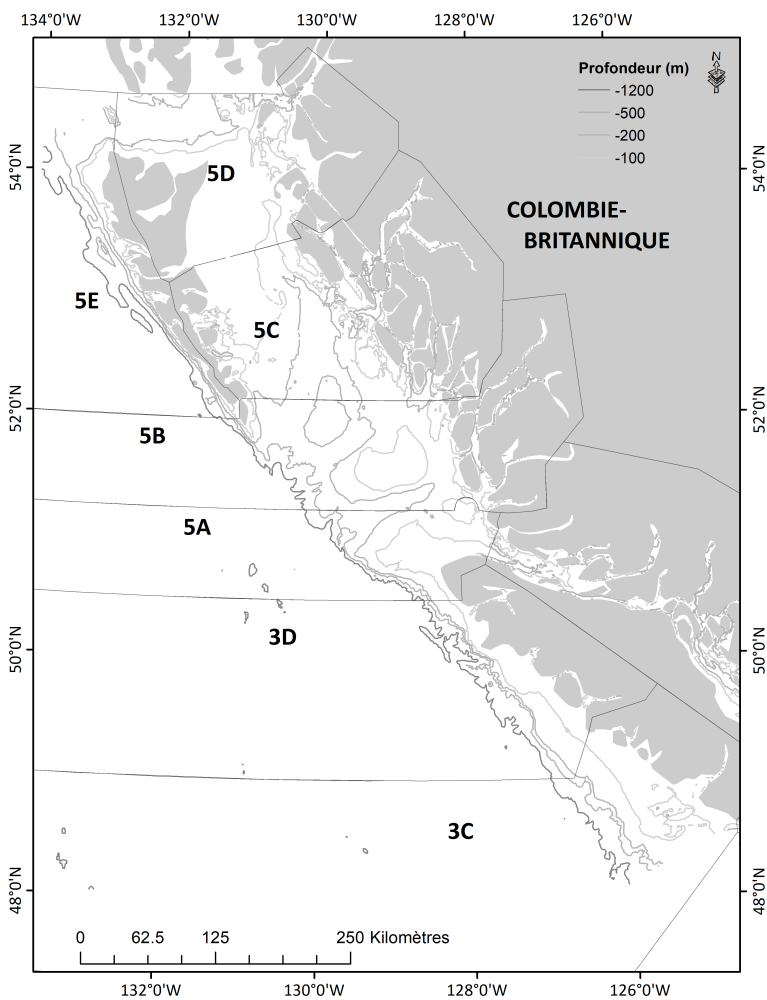 134°0'W 132°0'W 130°0'W 128°0'W 126°0'W
N
Profondeur (m)
-1200
-500
-200
-100
54°0'N
54°0'N
5D
COLOMBIE-
BRITANNIQUE
5E
5C
52°0'N
52°0'N
5B
5A
3D
50°0'N
50°0'N
3C
48°0'N
48°0'N
0 62.5 125 250 Kilomètres
132°0'W 130°0'W 128°0'W 126°0'W